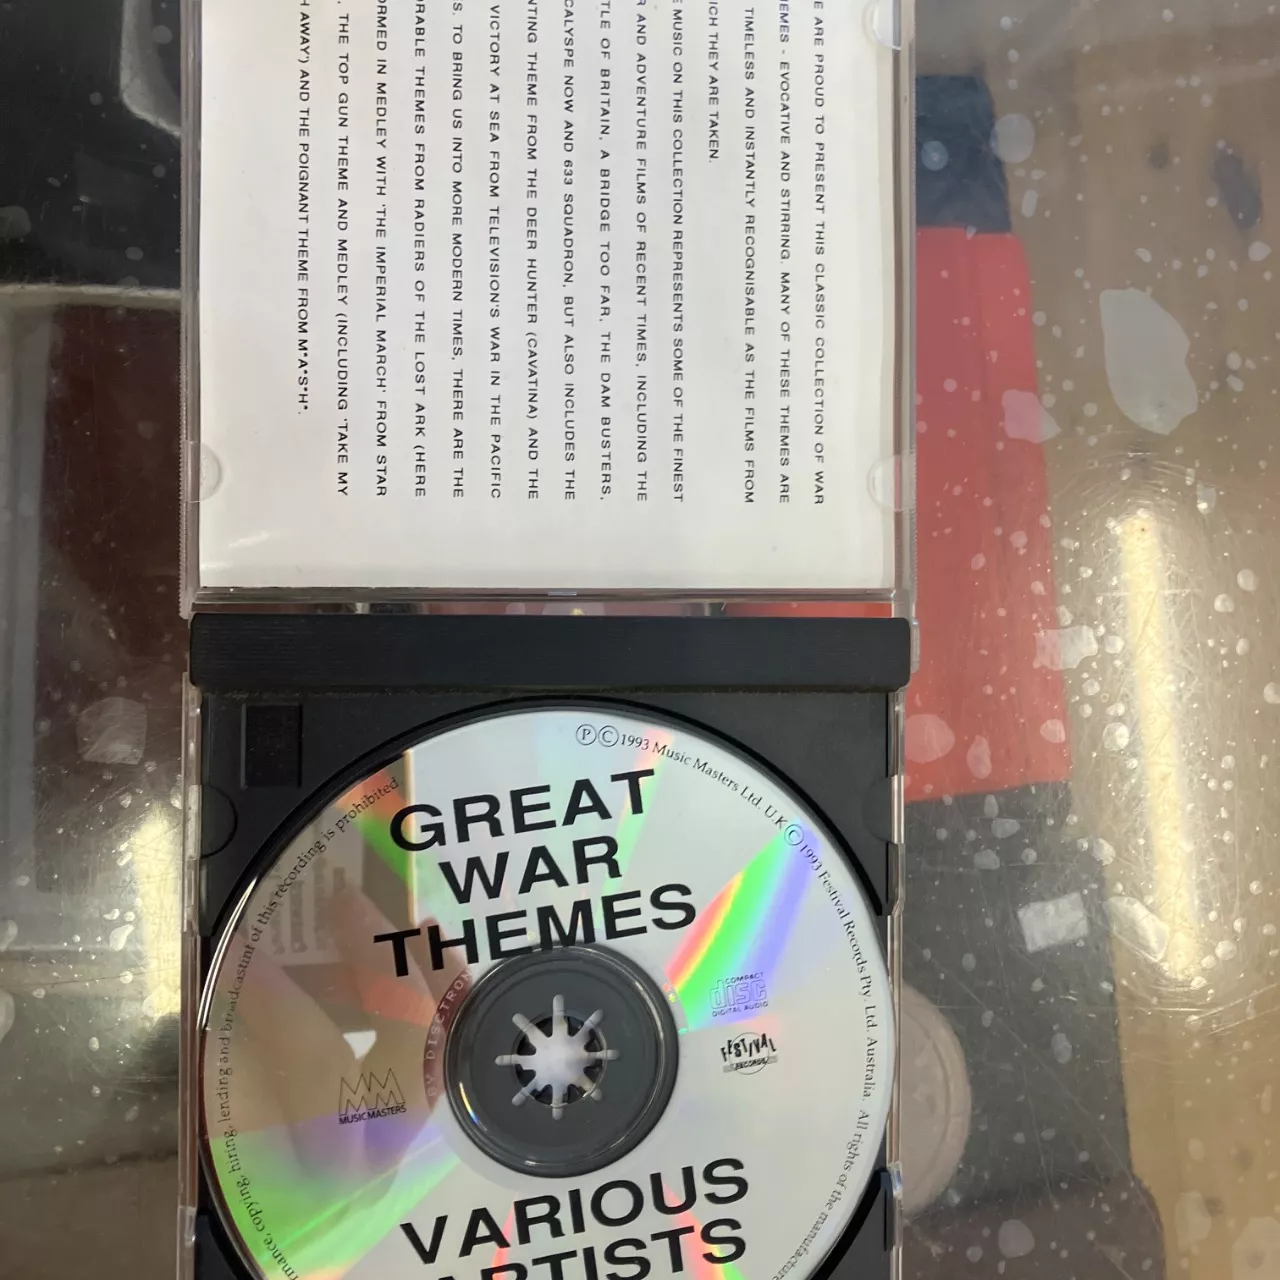 E ARE PROUD TO PRESENT THIS CLASSIC COLLECTION OF WAR
HEMES - EVOCATIVE AND STIRRING. MANY OF THESE THEMES ARE
TIMELESS AND INSTANTLY RECOGNISABLE AS THE FILMS FROM
ICH THEY ARE TAKEN.
E MUSIC ON THIS COLLECTION REPRESENTS SOME OF THE FINEST
R AND ADVENTURE FILMS OF RECENT TIMES, INCLUDING THE
TLE OF BRITAIN, A BRIDGE TOO FAR, THE DAM BUSTERS,
CALYSPE NOW AND 633 SQUADRON, BUT ALSO INCLUDES THE
NTING THEME FROM THE DEER HUNTER (CAVATINA) AND THE
VICTORY AT SEA FROM TELEVISION'S WAR IN THE PACIFIC
S. TO BRING US INTO MORE MODERN TIMES, THERE ARE THE
ORABLE THEMES FROM RADIERS OF THE LOST ARK (HERE
ORMED IN MEDLEY WITH 'THE IMPERIAL MARCH' FROM STAR
, THE TOP GUN THEME AND MEDLEY (INCLUDING 'TAKE MY
H AWAY') AND THE POIGNANT THEME FROM M*A*S*H*.
Ⓟ©1993 Music Masters Ltd. U.K © 1993 Festival Records Pty. Ltd. Australia. All rights of the manufacture
rmance, copying, hiring, lending and broadcastint of this recording is prohibited
GREAT
WAR
THEMES
COMPACT
disc
DIGITAL AUDIO
FESTIVAL
RECORDS
MM
MUSIC MASTERS
BY DISCTRON
VARIOUS
ARTISTS